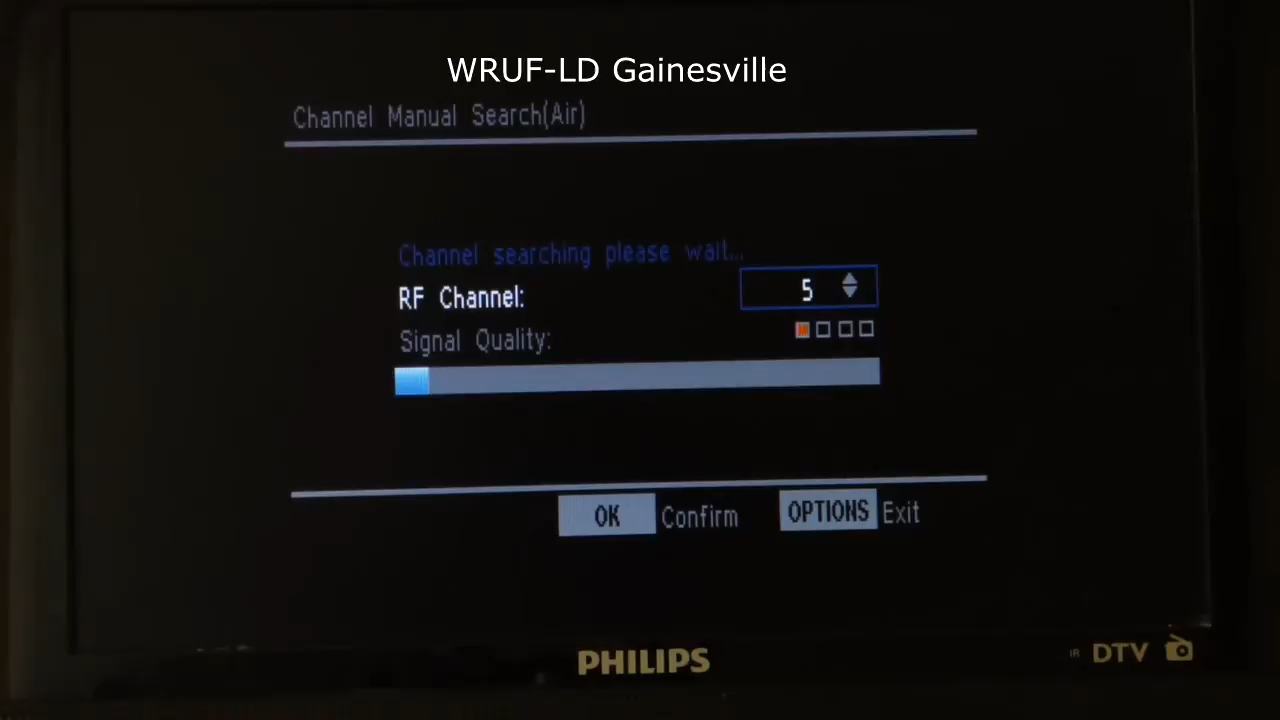 WRUF-LD Gainesville
Channel Manual Search(Air)
Channel searching please wait...
RF Channel: 5
Signal Quality:
OK Confirm OPTIONS Exit
PHILIPS
IR DTV